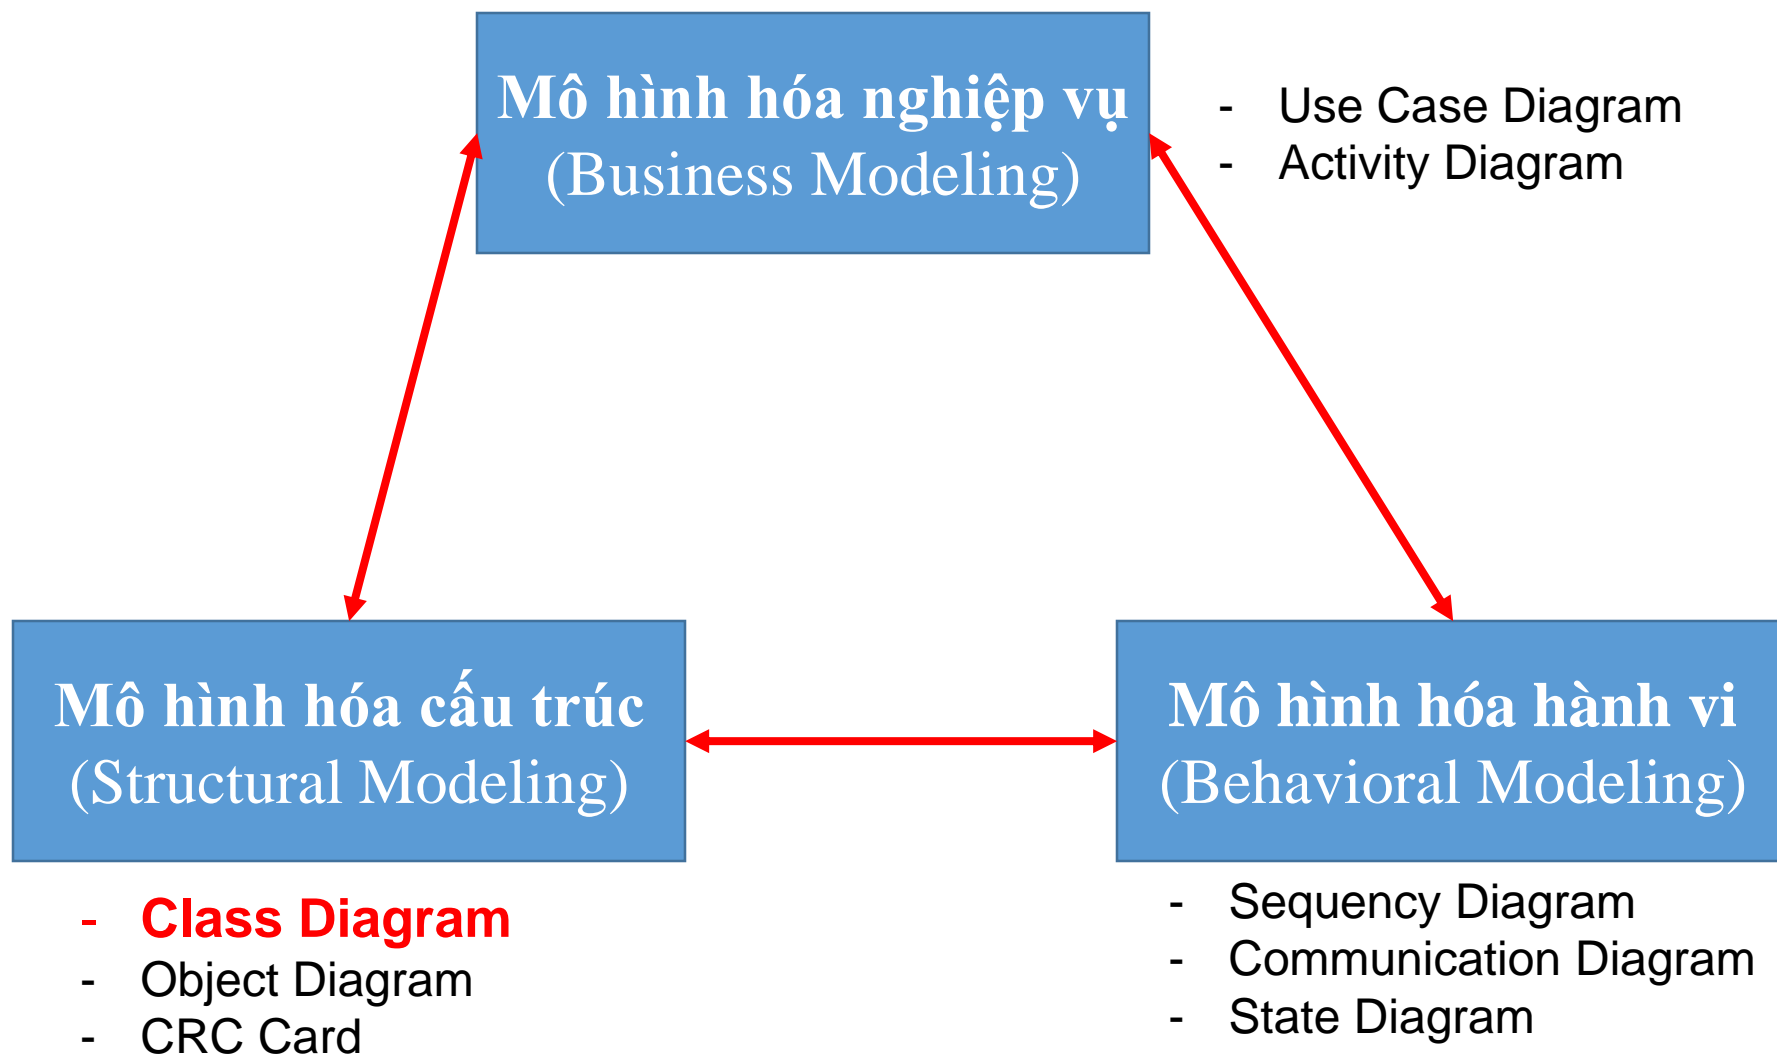 Mô hình hóa nghiệp vụ
(Business Modeling)
- Use Case Diagram
- Activity Diagram
Mô hình hóa cấu trúc
(Structural Modeling)
- Class Diagram
- Object Diagram
- CRC Card
Mô hình hóa hành vi
(Behavioral Modeling)
- Sequency Diagram
- Communication Diagram
- State Diagram